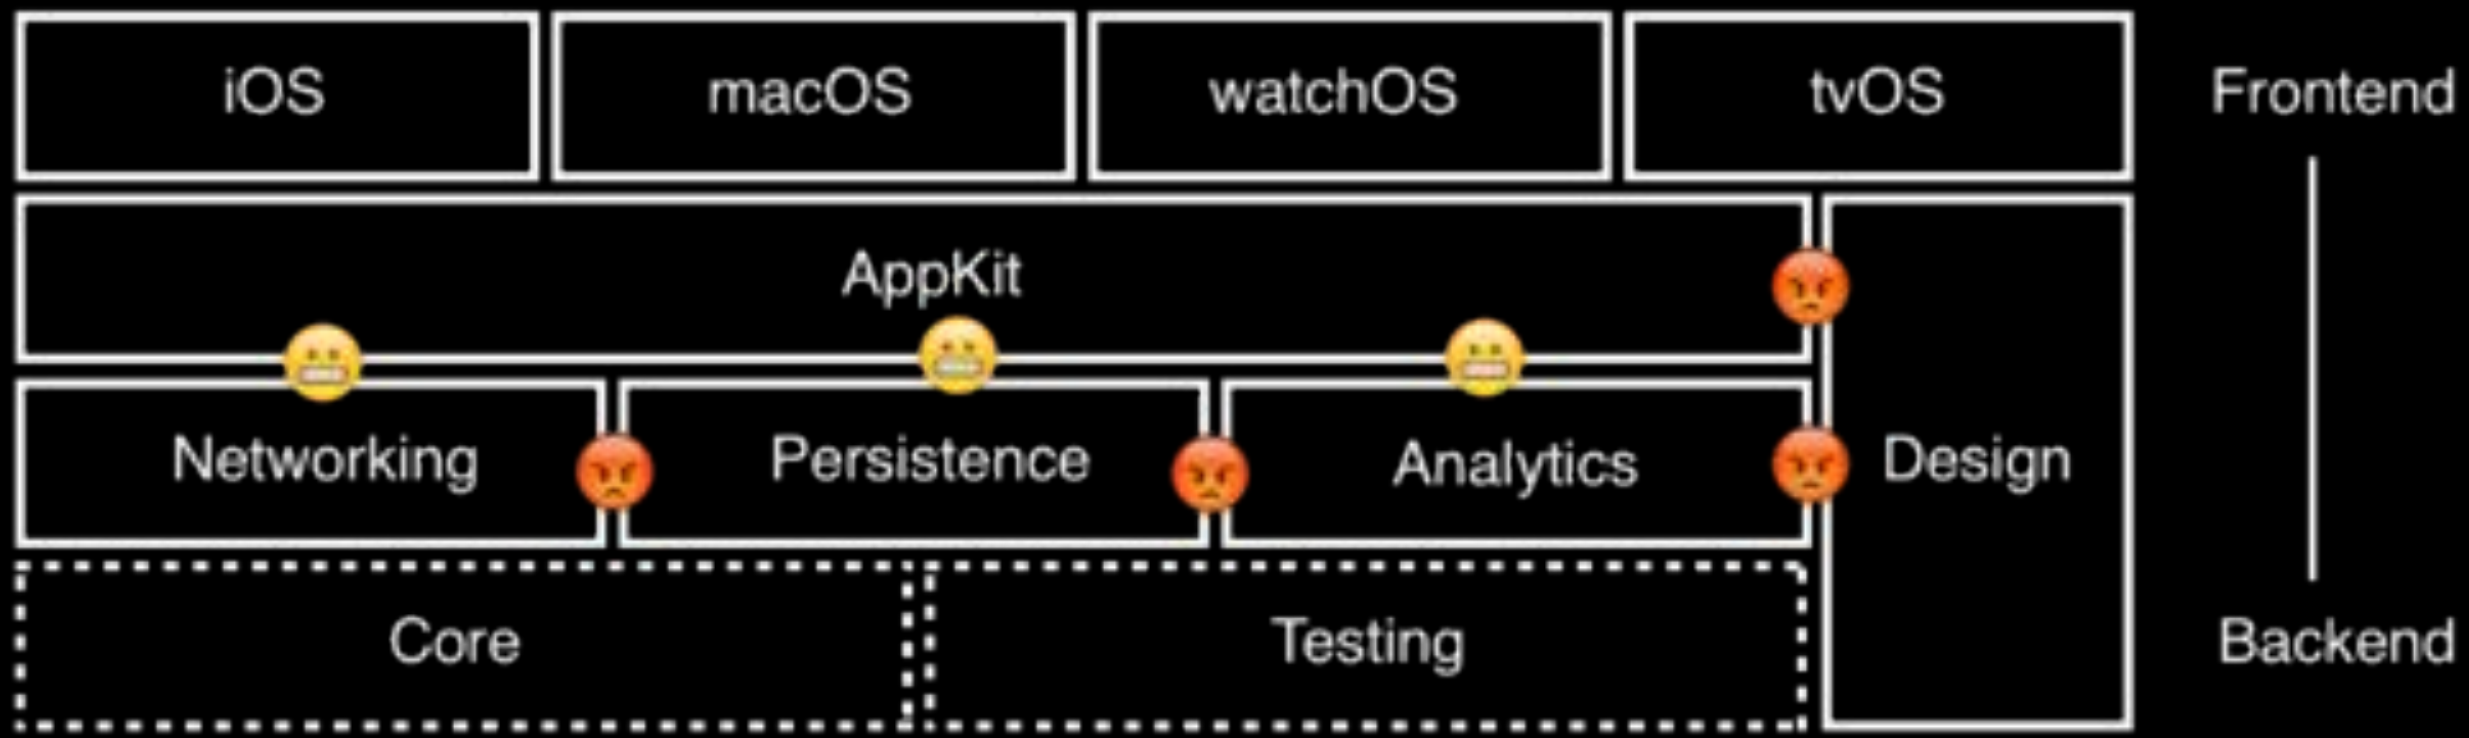 iOS
macOS
watchOS
tvOS
Frontend
AppKit
Networking
Persistence
Analytics
Design
Core
Testing
Backend